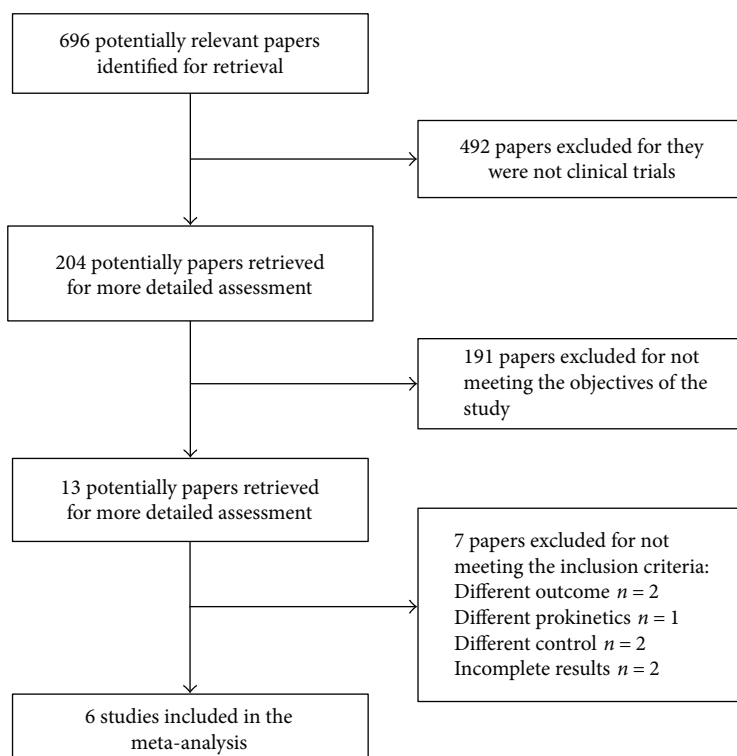 696 potentially relevant papers
identified for retrieval
492 papers excluded for they
were not clinical trials
204 potentially papers retrieved
for more detailed assessment
191 papers excluded for not
meeting the objectives of the
study
13 potentially papers retrieved
for more detailed assessment
7 papers excluded for not
meeting the inclusion criteria:
Different outcome n = 2
Different prokinetics n = 1
Different control n = 2
Incomplete results n = 2
6 studies included in the
meta-analysis